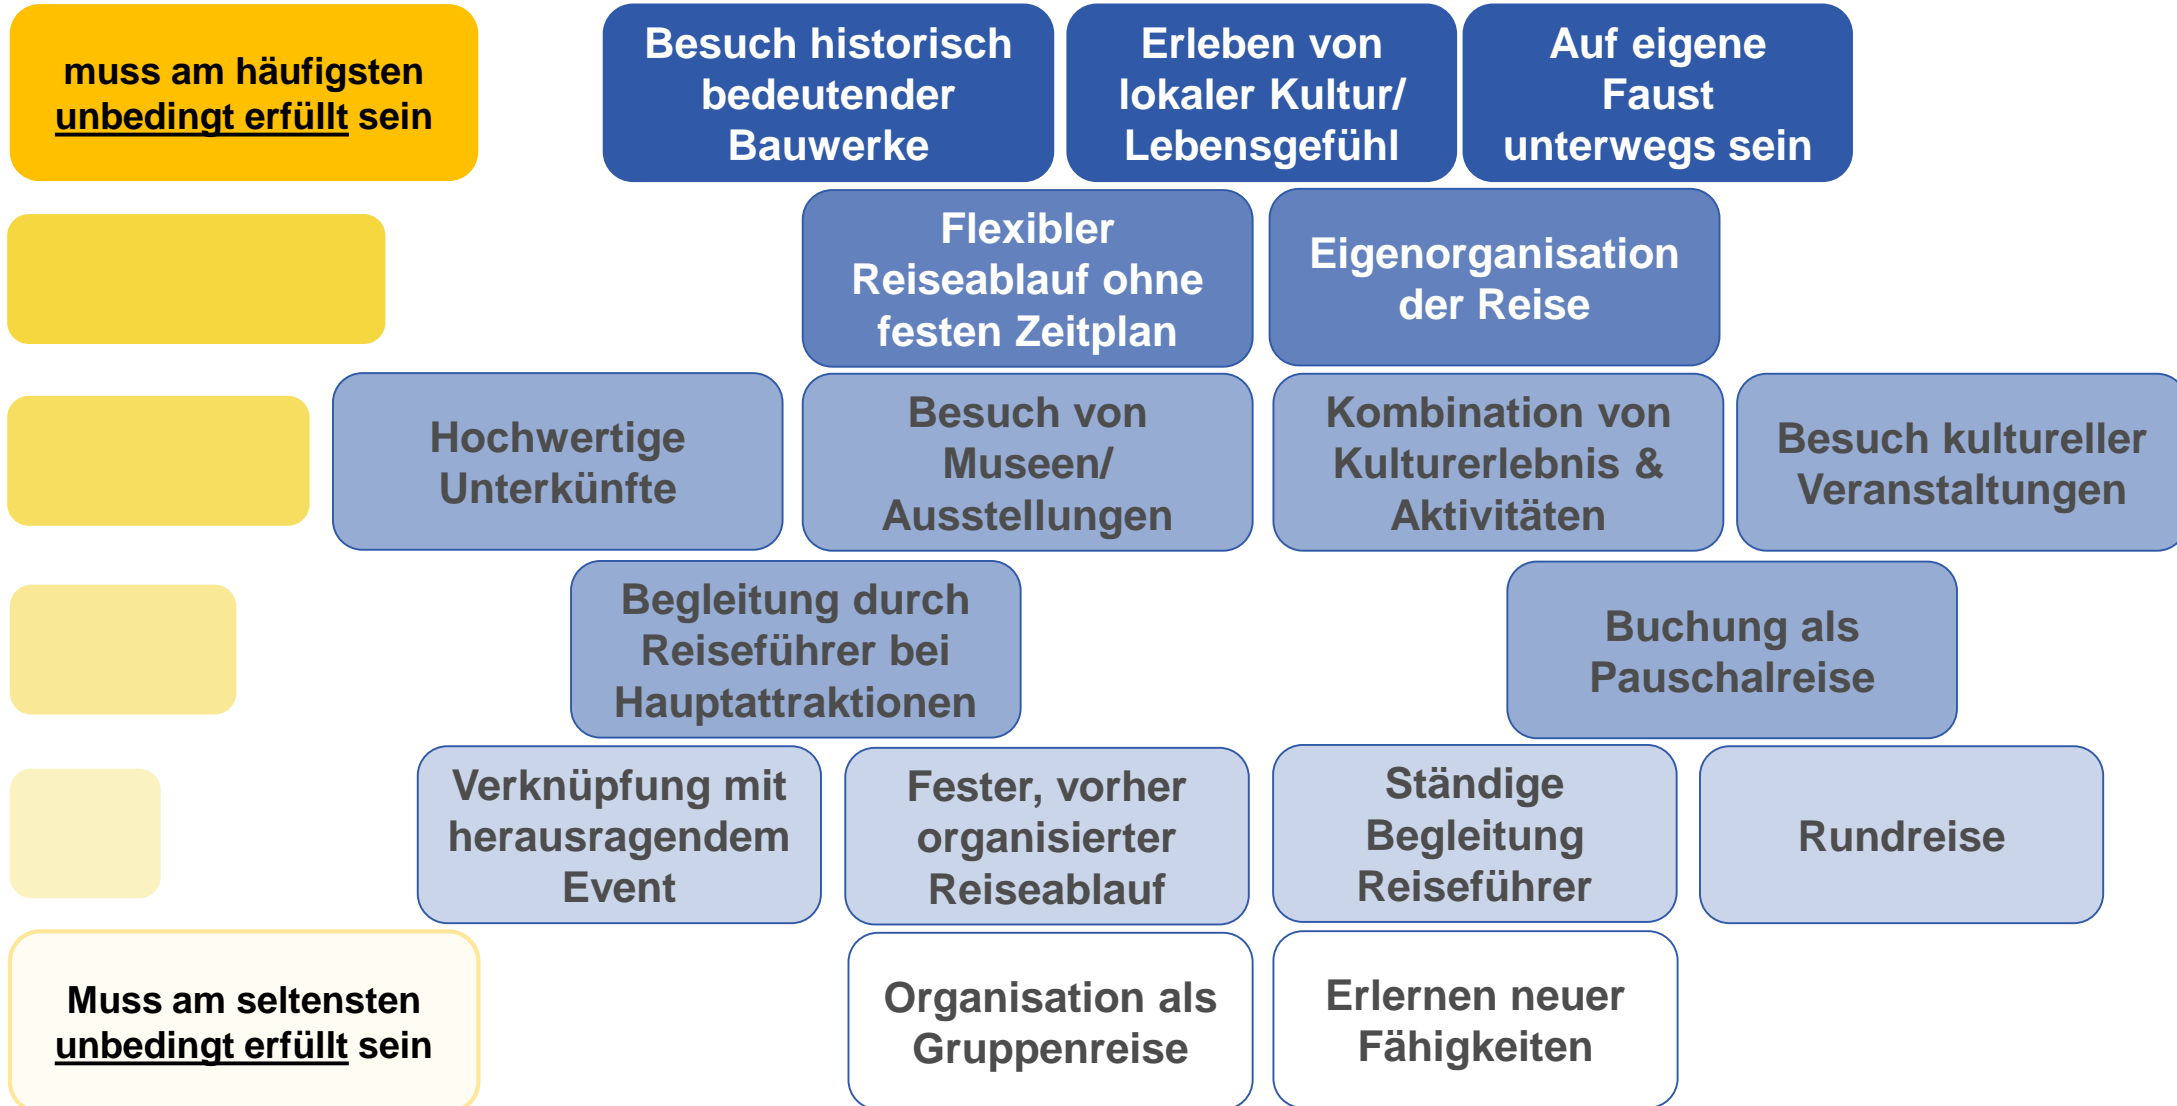 muss am häufigsten
unbedingt erfüllt sein
Besuch historisch
bedeutender
Bauwerke
Erleben von
lokaler Kultur/
Lebensgefühl
Auf eigene
Faust
unterwegs sein
Flexibler
Reiseablauf ohne
festen Zeitplan
Eigenorganisation
der Reise
Hochwertige
Unterkünfte
Besuch von
Museen/
Ausstellungen
Kombination von
Kulturerlebnis &
Aktivitäten
Besuch kultureller
Veranstaltungen
Begleitung durch
Reiseführer bei
Hauptattraktionen
Buchung als
Pauschalreise
Verknüpfung mit
herausragendem
Event
Fester, vorher
organisierter
Reiseablauf
Ständige
Begleitung
Reiseführer
Rundreise
Muss am seltensten
unbedingt erfüllt sein
Organisation als
Gruppenreise
Erlernen neuer
Fähigkeiten